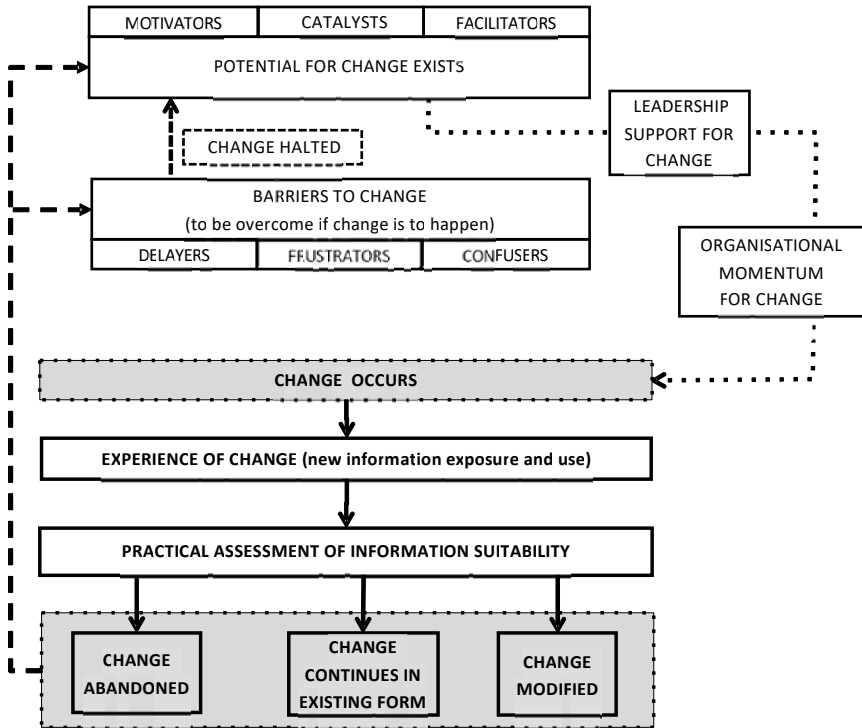 MOTIVATORS
CATALYSTS
FACILITATORS
POTENTIAL FOR CHANGE EXISTS
LEADERSHIP
SUPPORT FOR
CHANGE
CHANGE HALTED
BARRIERS TO CHANGE
(to be overcome if change is to happen)
DELAYERS
FRUSTRATORS
CONFUSERS
ORGANISATIONAL
MOMENTUM
FOR CHANGE
CHANGE OCCURS
EXPERIENCE OF CHANGE (new information exposure and use)
PRACTICAL ASSESSMENT OF INFORMATION SUITABILITY
CHANGE
ABANDONED
CHANGE
CONTINUES IN
EXISTING FORM
CHANGE
MODIFIED